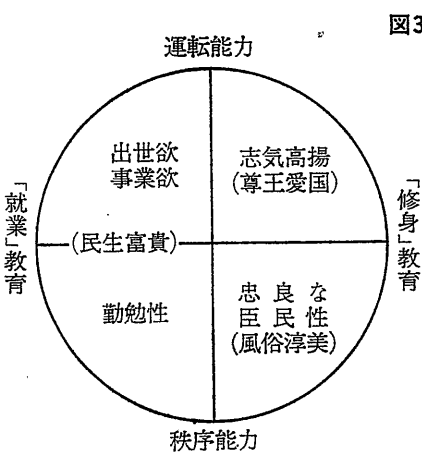 図3
運転能力
出世欲
事業欲
志気高揚
(尊王愛国)
「就業」教育
(民生富貴)
「修身」教育
勤勉性
忠良な
臣民性
(風俗淳美)
秩序能力